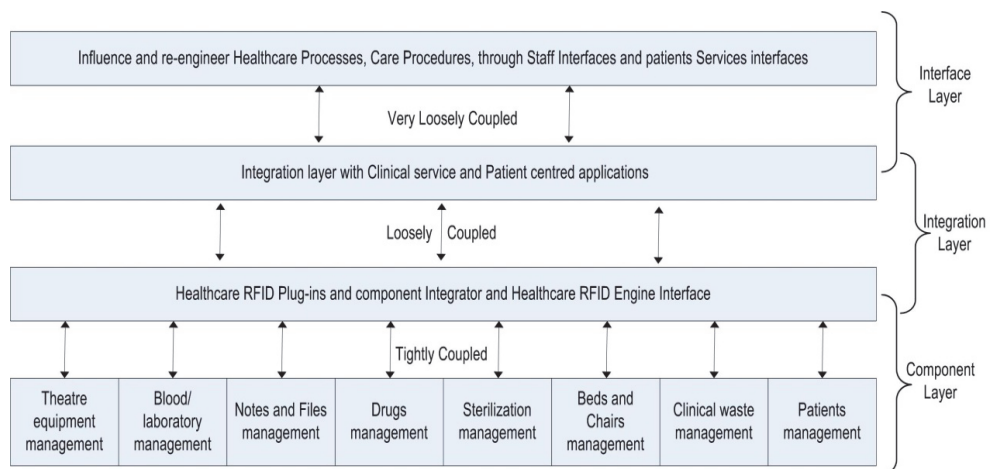 Influence and re-engineer Healthcare Processes, Care Procedures, through Staff Interfaces and patients Services interfaces
Interface
Layer
Very Loosely Coupled
Integration layer with Clinical service and Patient centred applications
Integration
Layer
Loosely Coupled
Healthcare RFID Plug-ins and component Integrator and Healthcare RFID Engine Interface
Tightly Coupled
Component
Layer
Theatre
equipment
management
Blood/
laboratory
management
Notes and Files
management
Drugs
management
Sterilization
management
Beds and
Chairs
management
Clinical waste
management
Patients
management